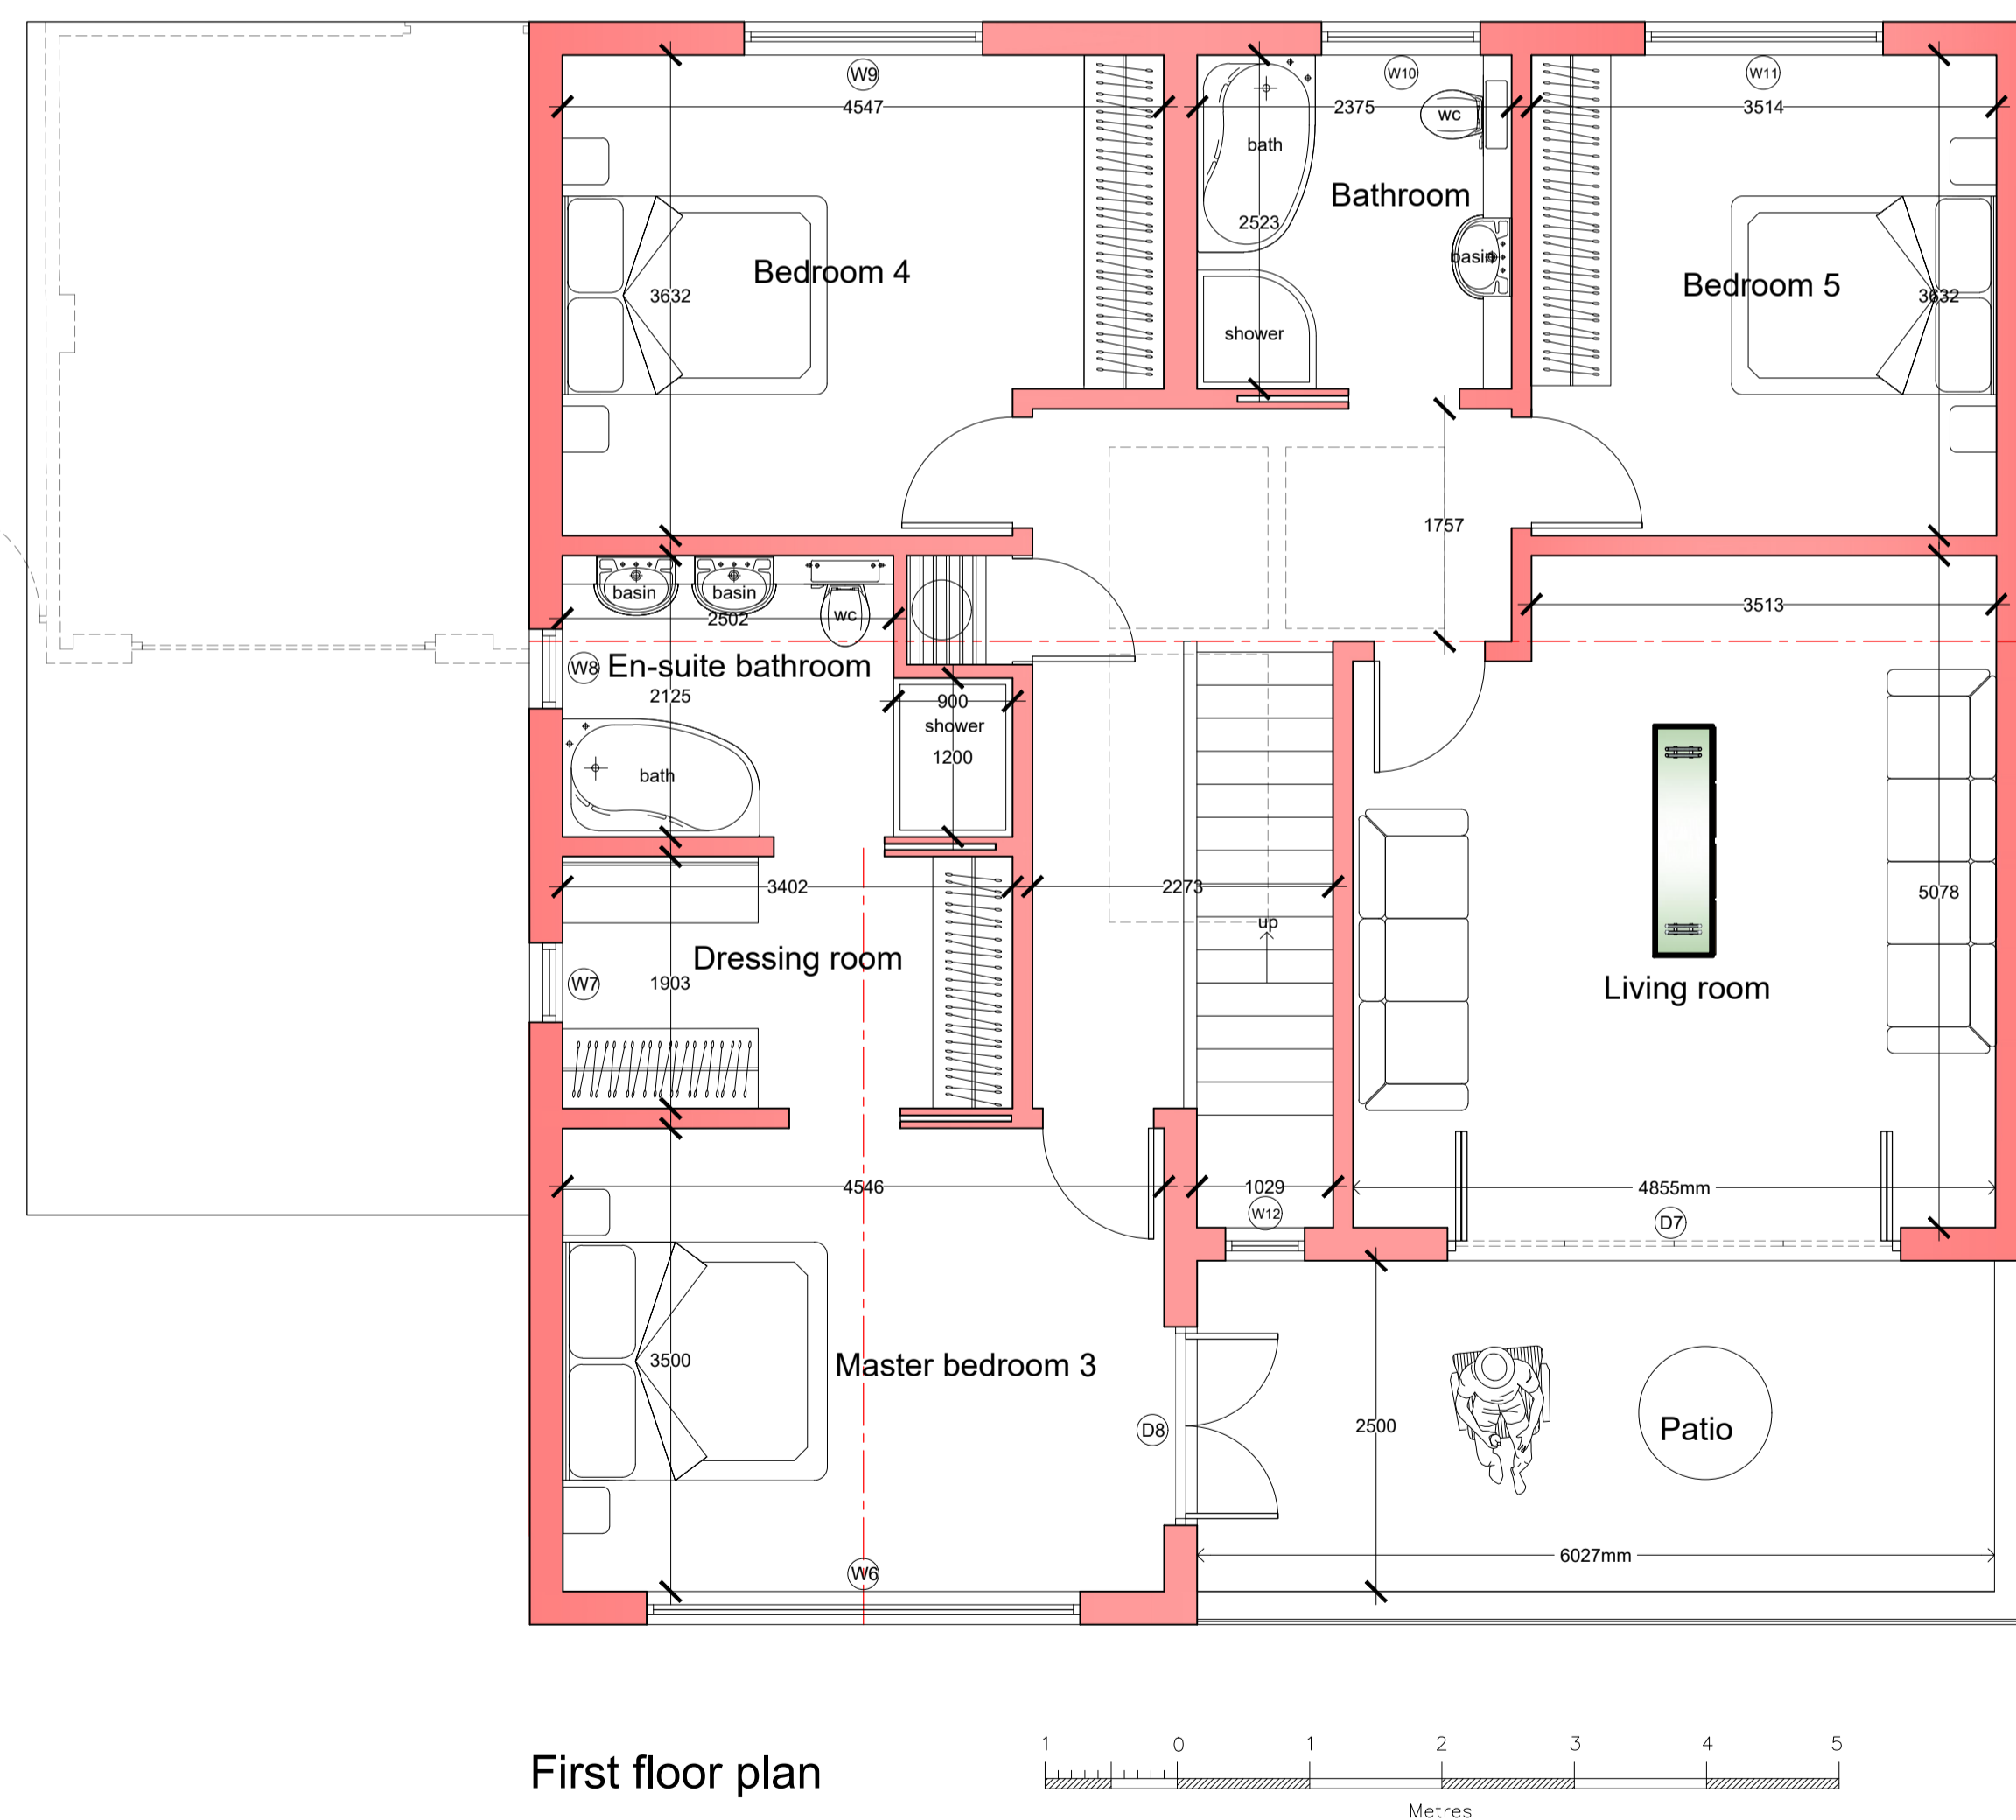 W9
W10
W11
4547
2375
3514
wc
bath
Bathroom
2523
basin
Bedroom 4
Bedroom 5
3632
3632
shower
1757
basin
basin
wc
2502
3513
W8
En-suite bathroom
2125
900
shower
1200
bath
3402
2273
5078
up
Dressing room
W7
1903
Living room
4546
1029
4855mm
W12
D7
3500
Master bedroom 3
D8
2500
Patio
6027mm
W6
First floor plan
1 0 1 2 3 4 5
Metres